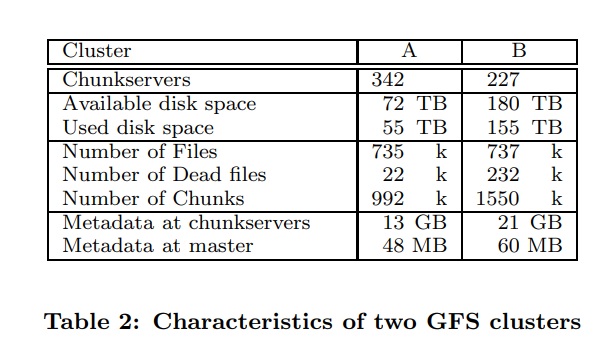 Cluster A B
Chunkservers 342 227
Available disk space 72 TB 180 TB
Used disk space 55 TB 155 TB
Number of Files 735 k 737 k
Number of Dead files 22 k 232 k
Number of Chunks 992 k 1550 k
Metadata at chunkservers 13 GB 21 GB
Metadata at master 48 MB 60 MB
Table 2: Characteristics of two GFS clusters